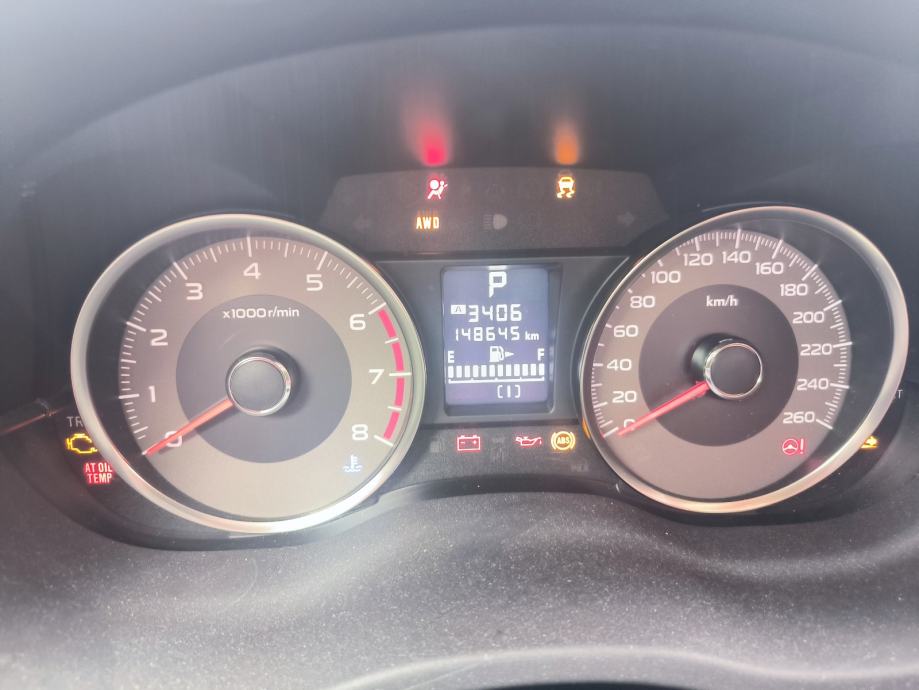 AWD
0 1 2 3 4 5 6 7 8
x1000r/min
P
A 3406
148645 km
E F
(1)
0 20 40 60 80 100 120 140 160 180 200 220 240 260
km/h
AT OIL
TEMP
ABS
!